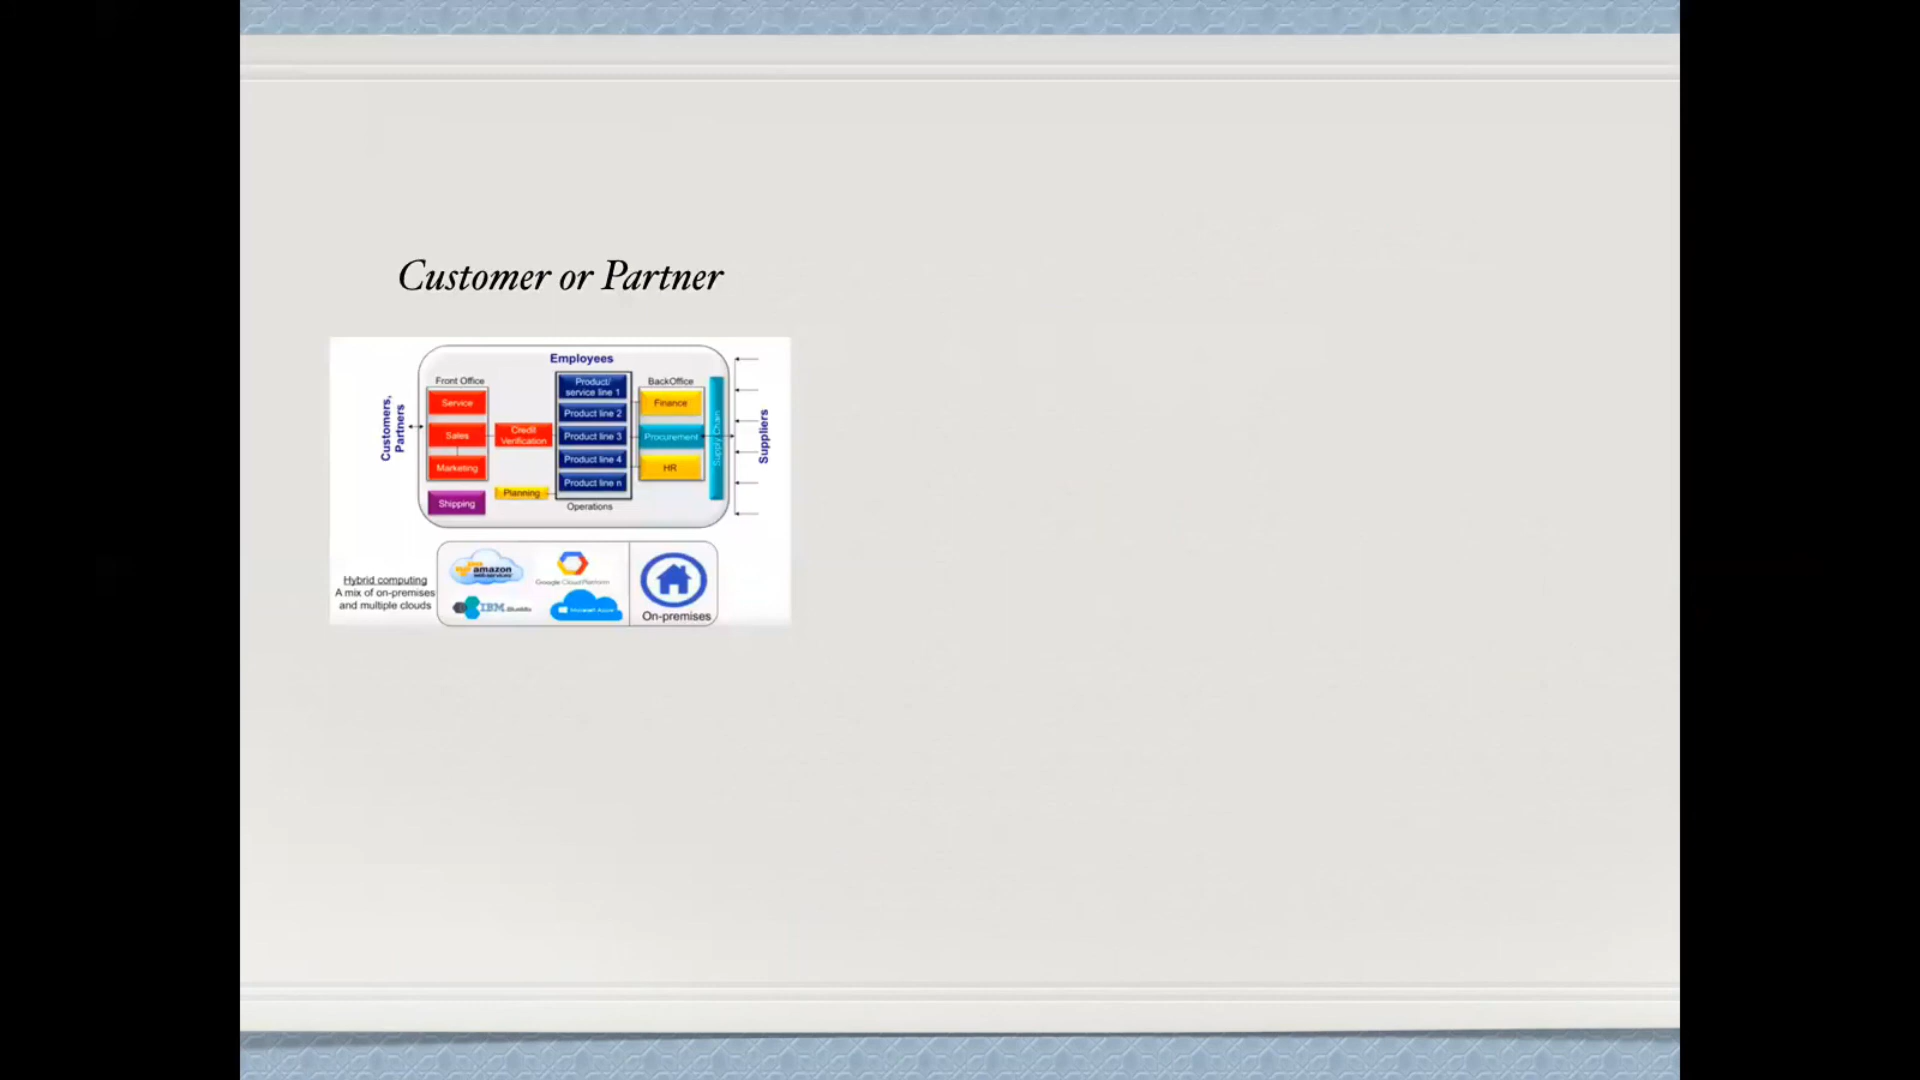 Customer or Partner
Employees
Front Office
BackOffice
Customers,
Partners
Service
Sales
Marketing
Shipping
Credit
Verification
Planning
Product/
service line 1
Product line 2
Product line 3
Product line 4
Product line n
Operations
Finance
Procurement
HR
Supply Chain
Suppliers
Hybrid computing
A mix of on-premises
and multiple clouds
amazon
web services
Google Cloud Platform
IBM Bluemix
Microsoft Azure
On-premises